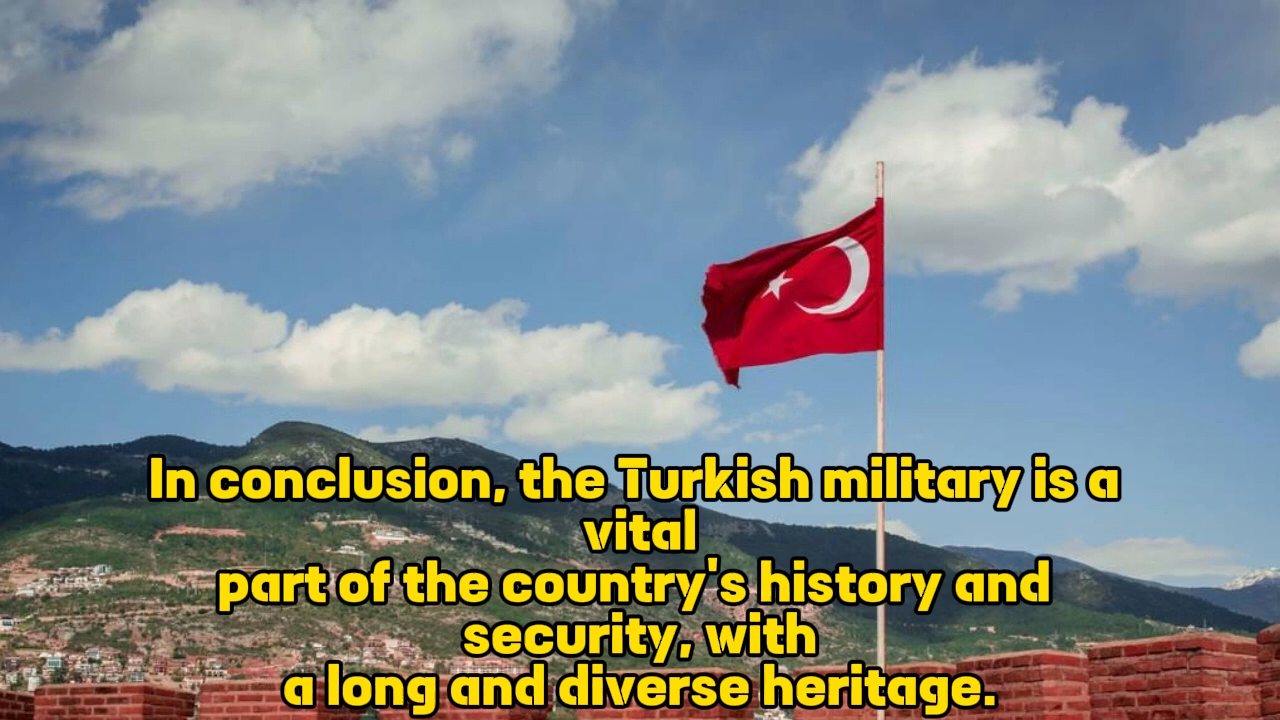 In conclusion, the Turkish military is a
vital
part of the country's history and
security, with
a long and diverse heritage.